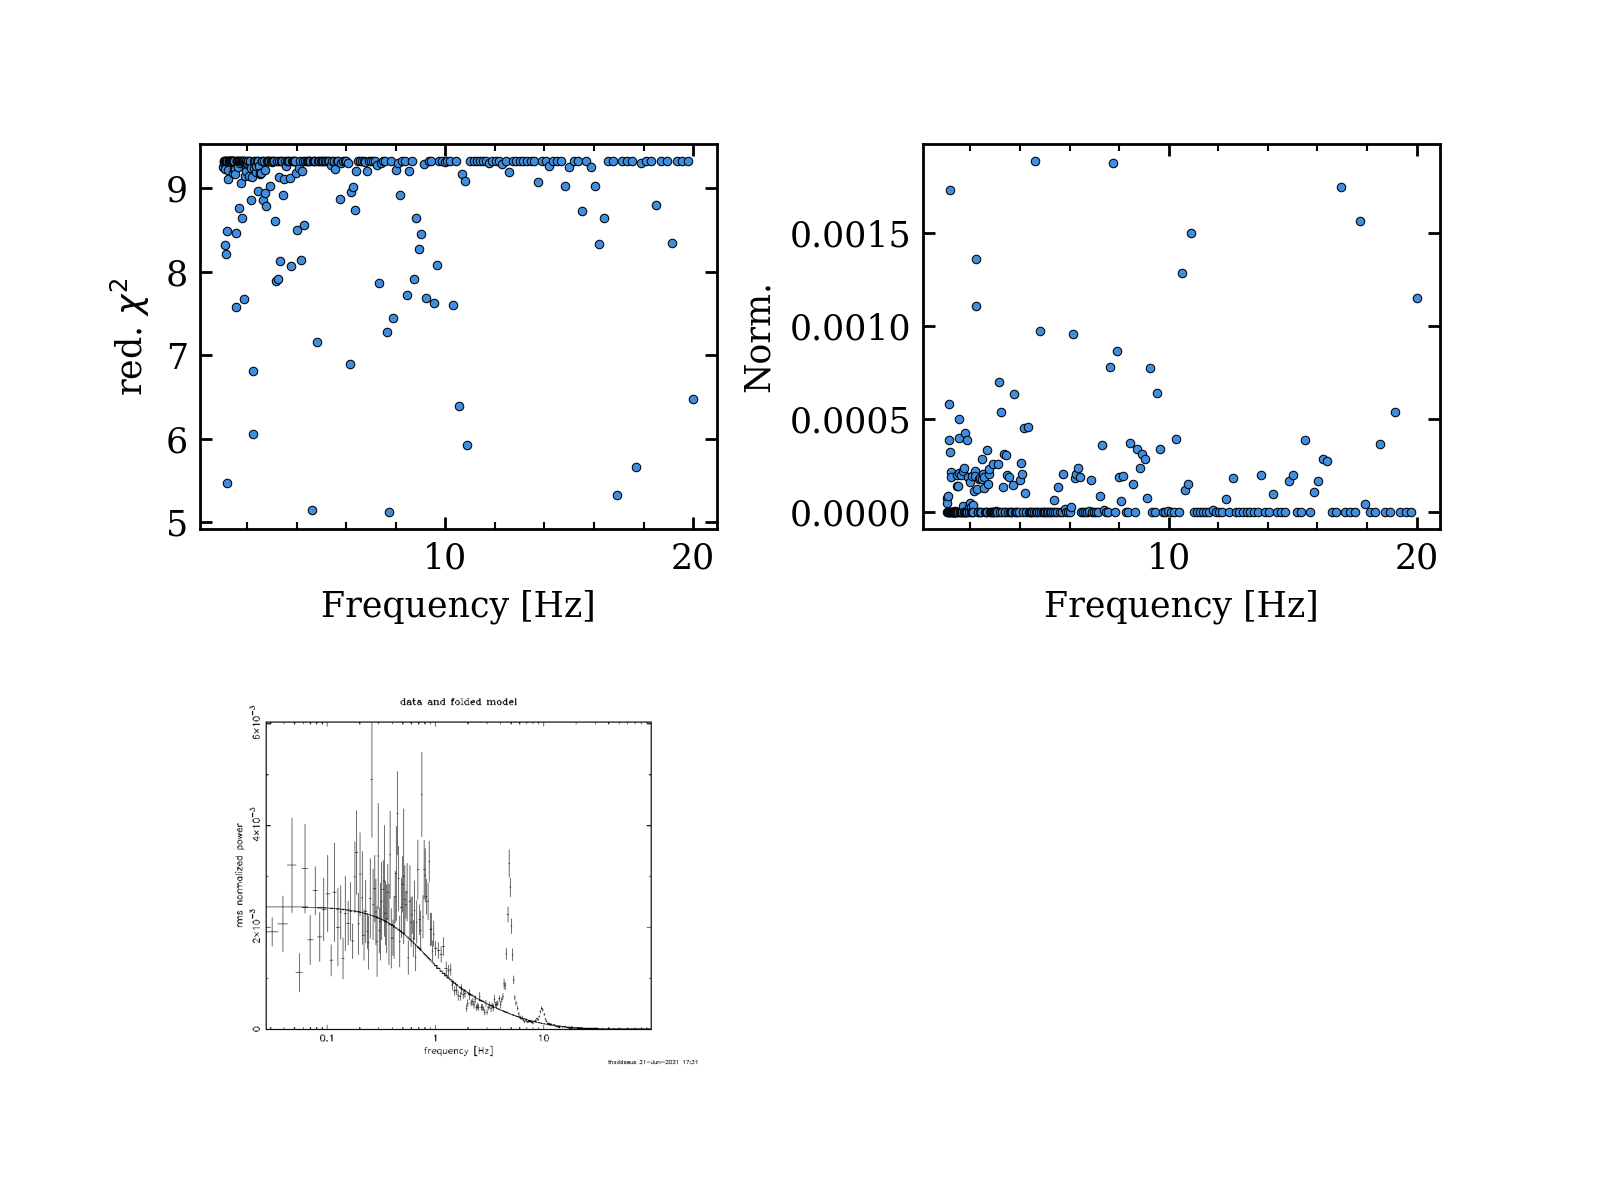 9
8
7
6
5
red. χ²
10 20
Frequency [Hz]
0.0015
0.0010
0.0005
0.0000
Norm.
10 20
Frequency [Hz]
data and folded model
6×10⁻³
4×10⁻³
2×10⁻³
0
rms normalized power
0.1 1 10
frequency [Hz]
thaddaeus 21-Jun-2021 17:31